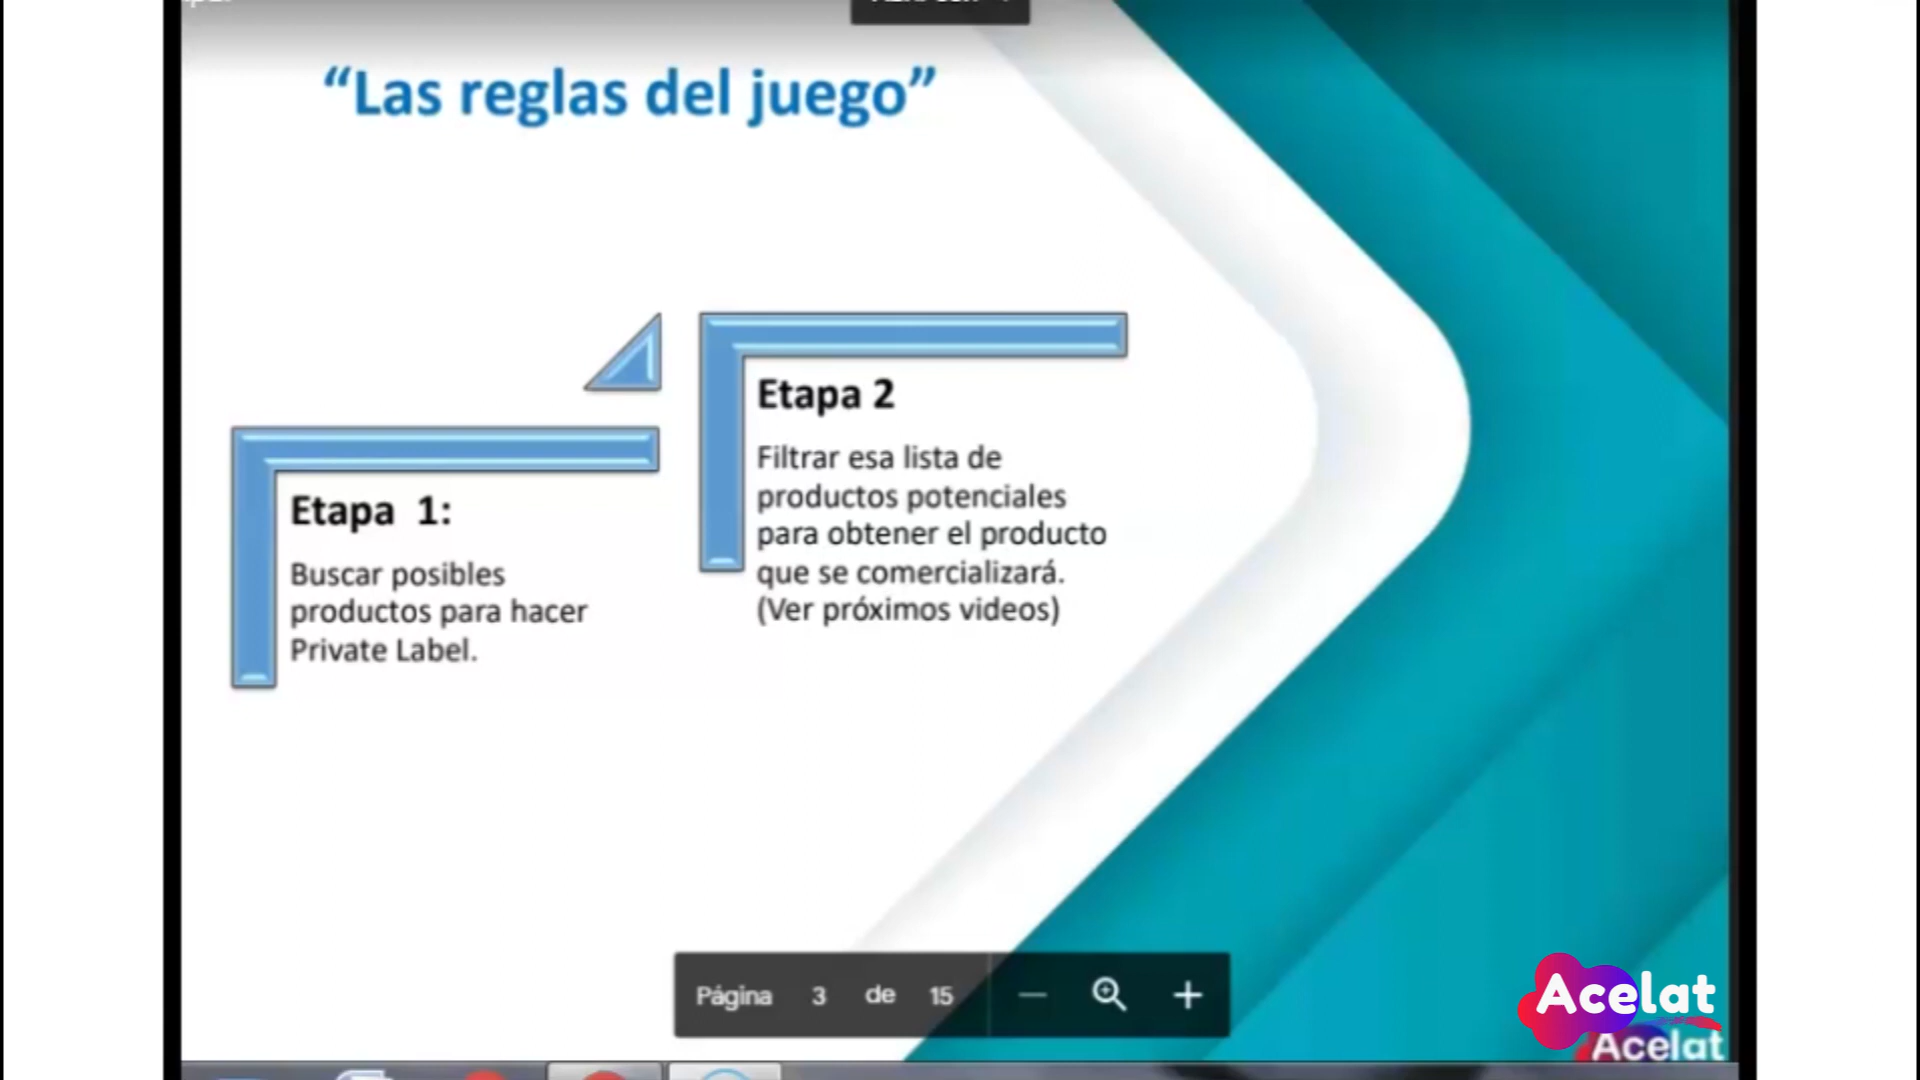 “Las reglas del juego”
Etapa 1:
Buscar posibles
productos para hacer
Private Label.
Etapa 2
Filtrar esa lista de
productos potenciales
para obtener el producto
que se comercializará.
(Ver próximos videos)
Página 3 de 15
Acelat
Acelat